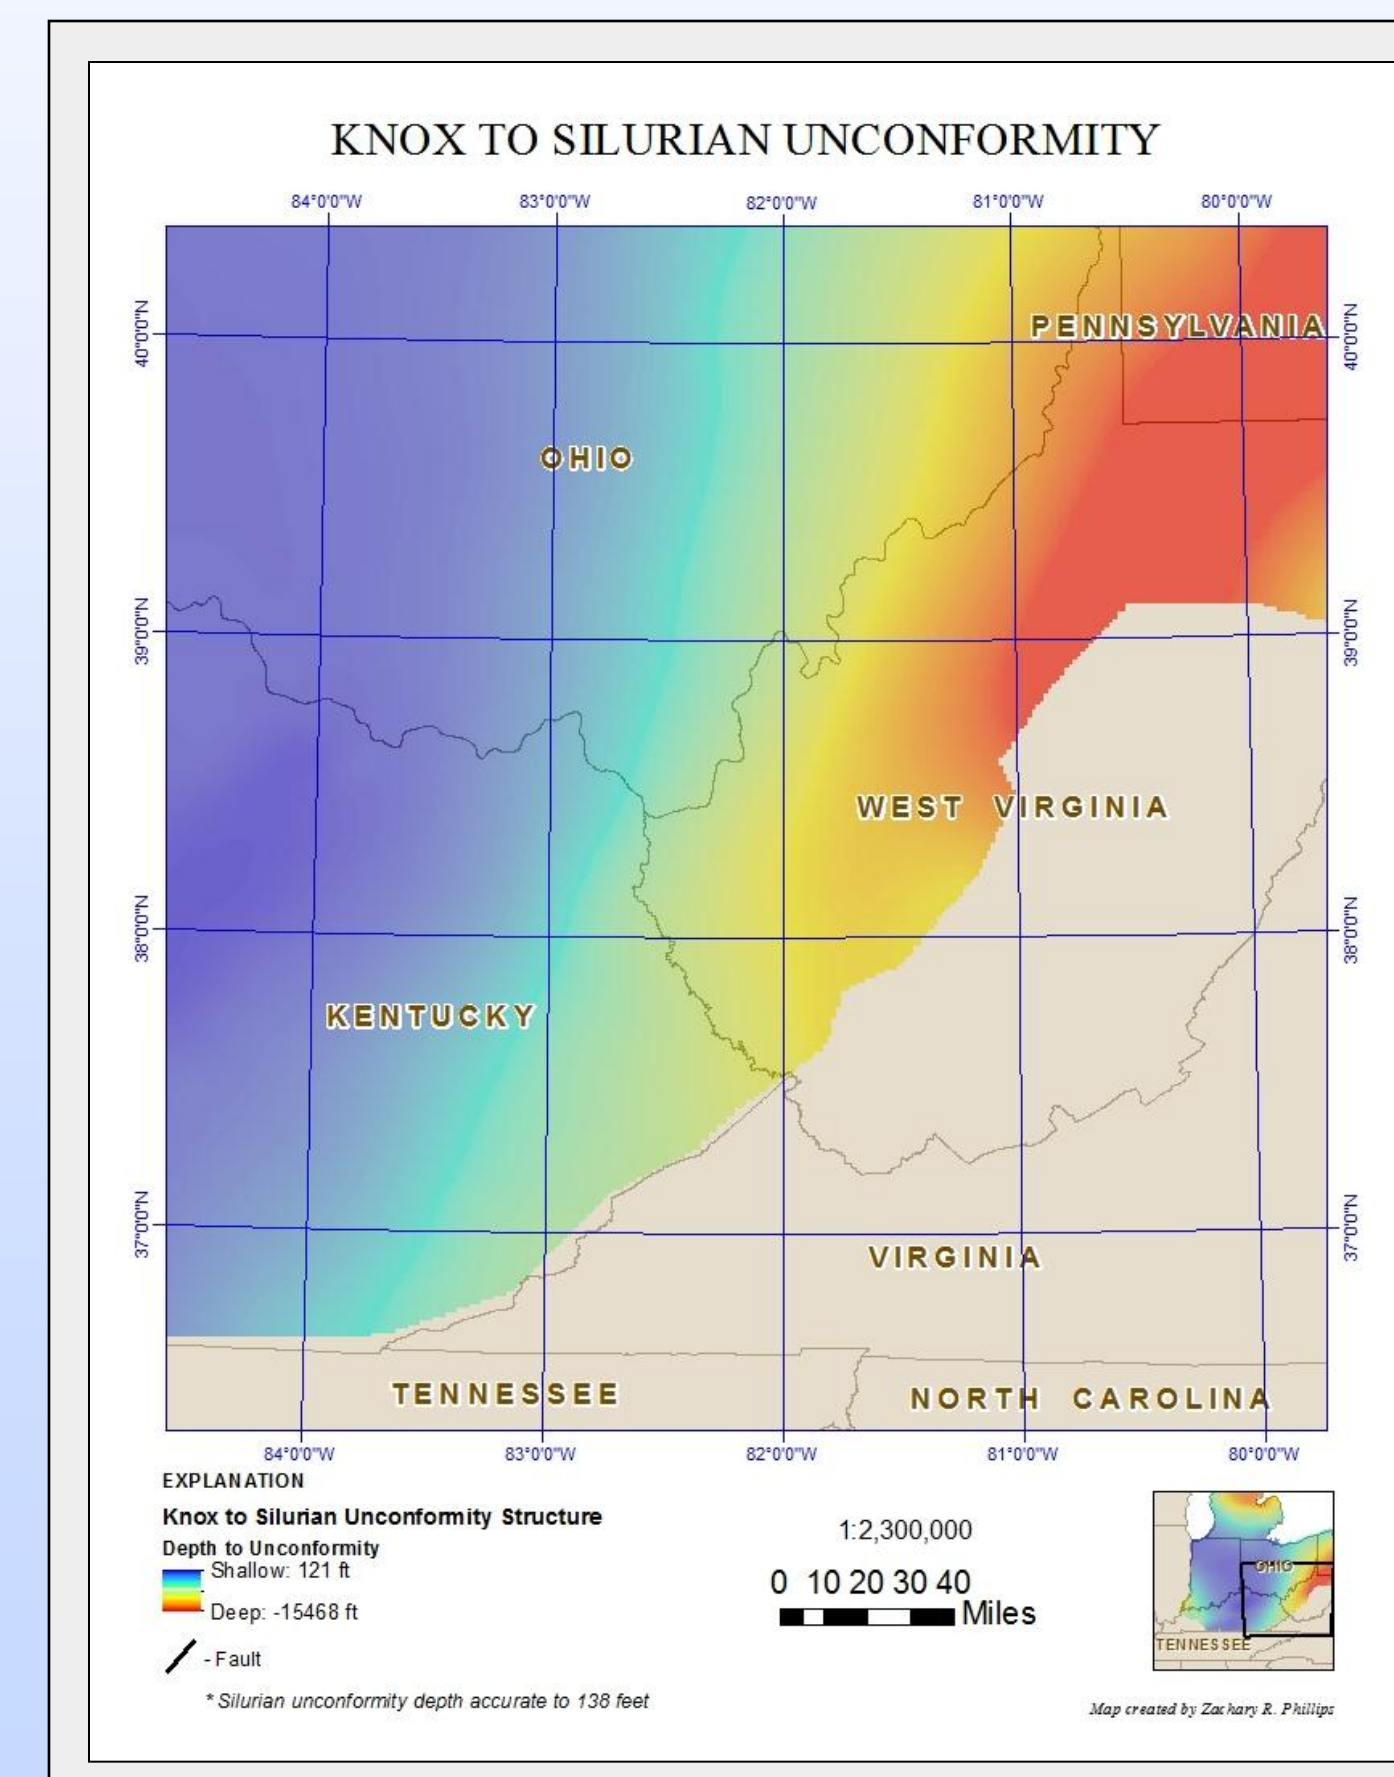 KNOX TO SILURIAN UNCONFORMITY
84°0'0"W 83°0'0"W 82°0'0"W 81°0'0"W 80°0'0"W
40°0'0"N 40°0'0"N
PENNSYLVANIA
OHIO
39°0'0"N 39°0'0"N
WEST VIRGINIA
38°0'0"N 38°0'0"N
KENTUCKY
37°0'0"N 37°0'0"N
VIRGINIA
TENNESSEE NORTH CAROLINA
84°0'0"W 83°0'0"W 82°0'0"W 81°0'0"W 80°0'0"W
EXPLANATION
Knox to Silurian Unconformity Structure
Depth to Unconformity
Shallow: 121 ft
Deep: -15468 ft
- Fault
* Silurian unconformity depth accurate to 138 feet
1:2,300,000
0 10 20 30 40
Miles
OHIO
TENNESSEE
Map created by Zachary R. Phillips